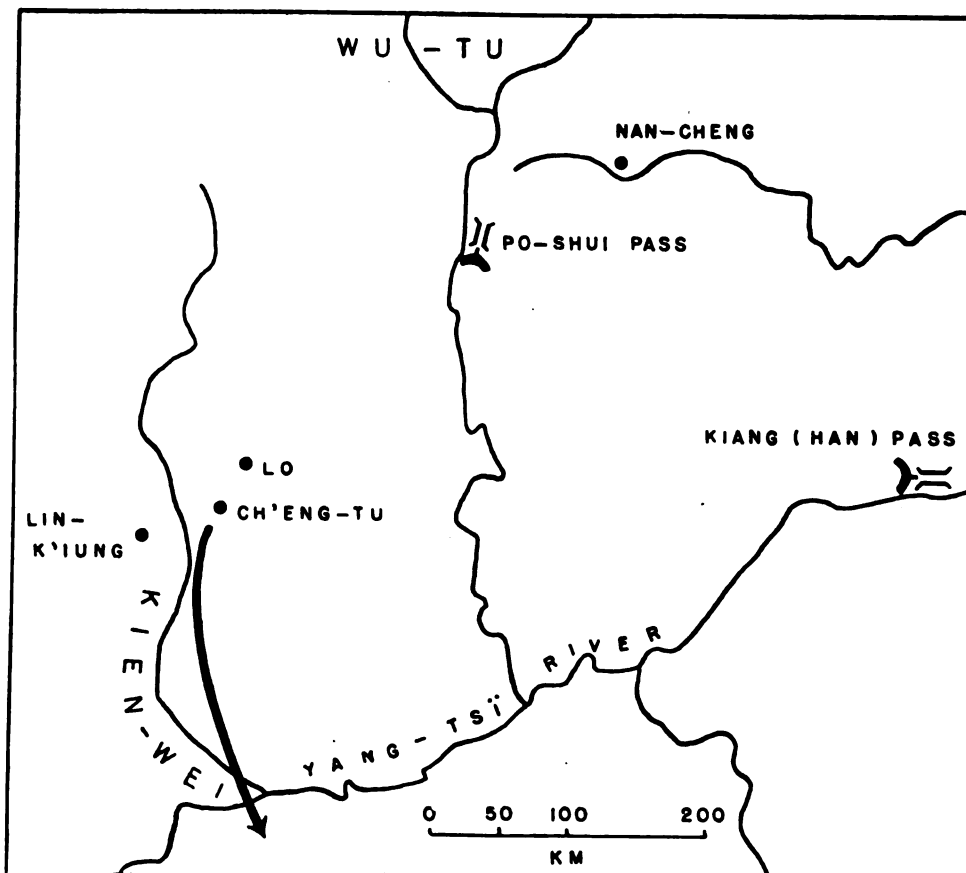 WU-TU
NAN-CHENG
PO-SHUI PASS
KIANG (HAN) PASS
LO
CH'ENG-TU
LIN-
K'IUNG
KIEN-WEI
YANG-TSÏ RIVER
0 50 100 200
KM